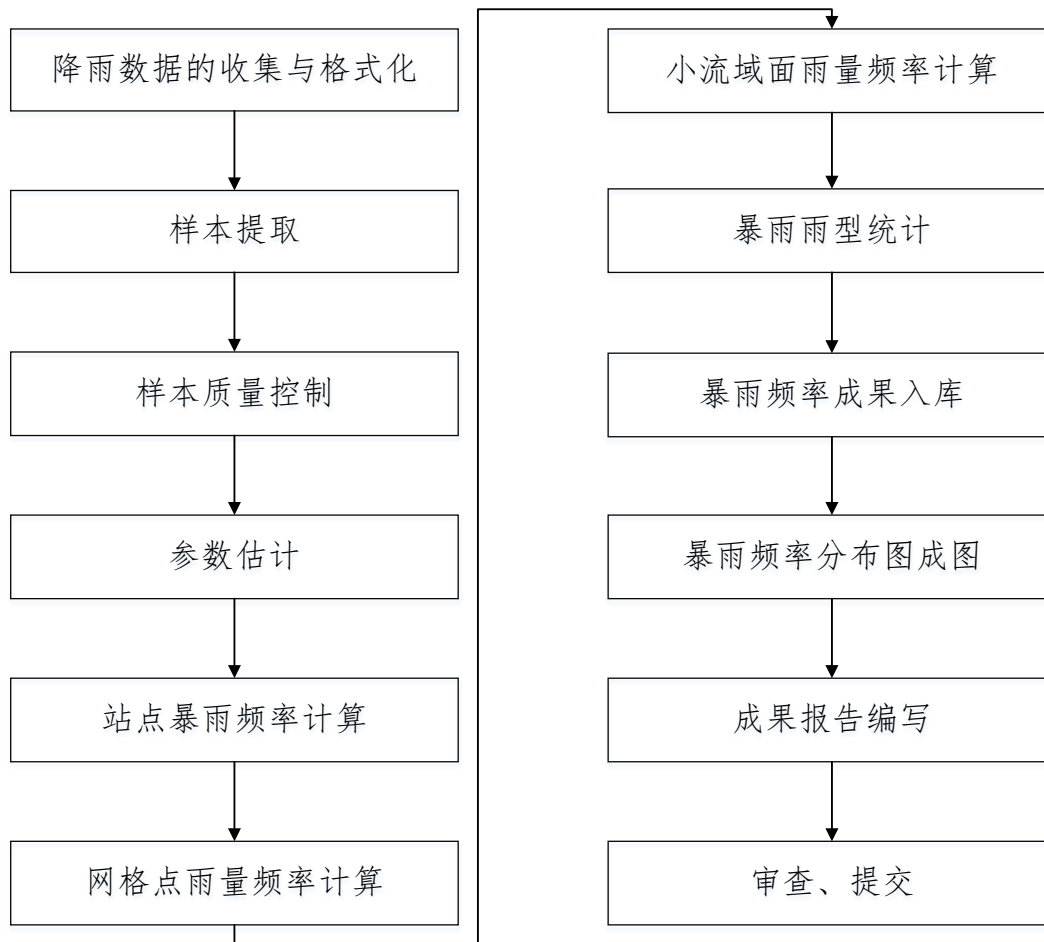 降雨数据的收集与格式化
样本提取
样本质量控制
参数估计
站点暴雨频率计算
网格点雨量频率计算
小流域面雨量频率计算
暴雨雨型统计
暴雨频率成果入库
暴雨频率分布图成图
成果报告编写
审查、提交